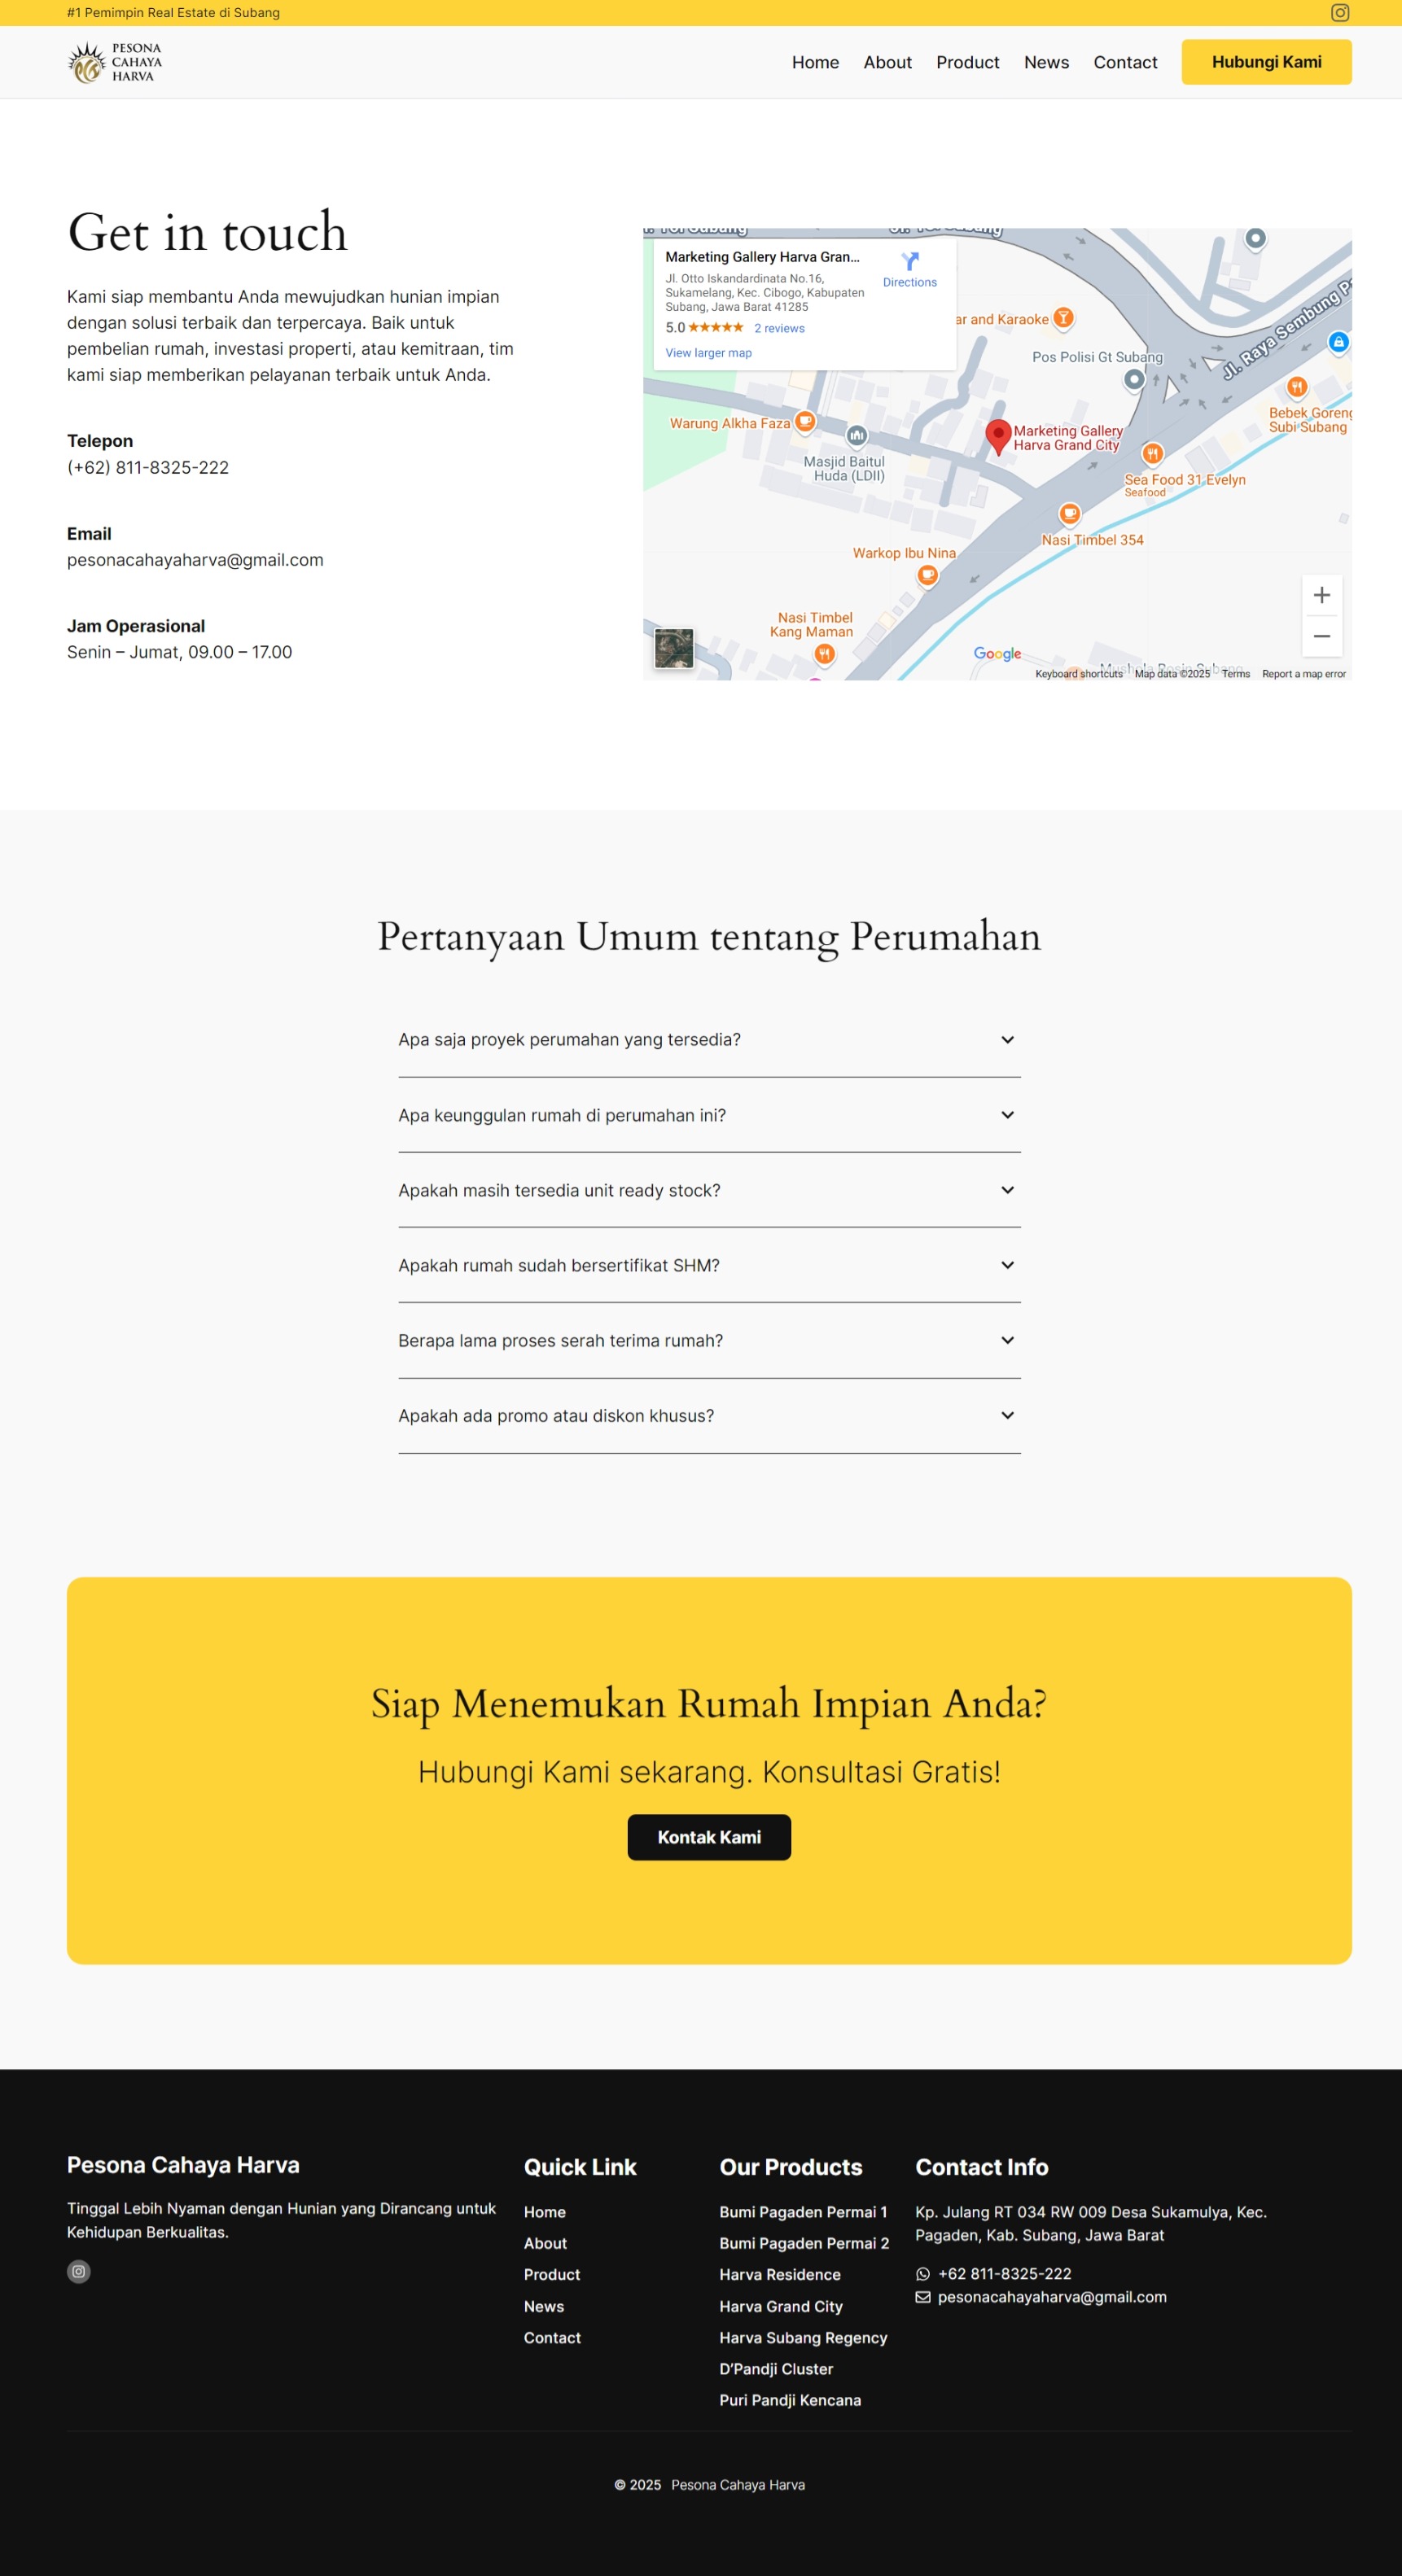 #1 Pemimpin Real Estate di Subang
PESONA
CAHAYA
HARVA
Home
About
Product
News
Contact
Hubungi Kami
Get in touch
Kami siap membantu Anda mewujudkan hunian impian
dengan solusi terbaik dan terpercaya. Baik untuk
pembelian rumah, investasi properti, atau kemitraan, tim
kami siap memberikan pelayanan terbaik untuk Anda.
Telepon
(+62) 811-8325-222
Email
pesonacahayaharva@gmail.com
Jam Operasional
Senin – Jumat, 09.00 – 17.00
Marketing Gallery Harva Gran...
Jl. Otto Iskandardinata No.16,
Sukamelang, Kec. Cibogo, Kabupaten
Subang, Jawa Barat 41285
5.0 ★★★★★ 2 reviews
View larger map
Directions
ar and Karaoke
Pos Polisi Gt Subang
Jl. Raya Sembung P
Bebek Goreng
Subi Subang
Warung Alkha Faza
Masjid Baitul
Huda (LDII)
Marketing Gallery
Harva Grand City
Sea Food 31 Evelyn
Seafood
Nasi Timbel 354
Warkop Ibu Nina
Nasi Timbel
Kang Maman
Google
Keyboard shortcuts
Map data ©2025
Terms
Report a map error
Pertanyaan Umum tentang Perumahan
Apa saja proyek perumahan yang tersedia?
Apa keunggulan rumah di perumahan ini?
Apakah masih tersedia unit ready stock?
Apakah rumah sudah bersertifikat SHM?
Berapa lama proses serah terima rumah?
Apakah ada promo atau diskon khusus?
Siap Menemukan Rumah Impian Anda?
Hubungi Kami sekarang. Konsultasi Gratis!
Kontak Kami
Pesona Cahaya Harva
Tinggal Lebih Nyaman dengan Hunian yang Dirancang untuk
Kehidupan Berkualitas.
Quick Link
Home
About
Product
News
Contact
Our Products
Bumi Pagaden Permai 1
Bumi Pagaden Permai 2
Harva Residence
Harva Grand City
Harva Subang Regency
D'Pandji Cluster
Puri Pandji Kencana
Contact Info
Kp. Julang RT 034 RW 009 Desa Sukamulya, Kec.
Pagaden, Kab. Subang, Jawa Barat
+62 811-8325-222
pesonacahayaharva@gmail.com
© 2025 Pesona Cahaya Harva